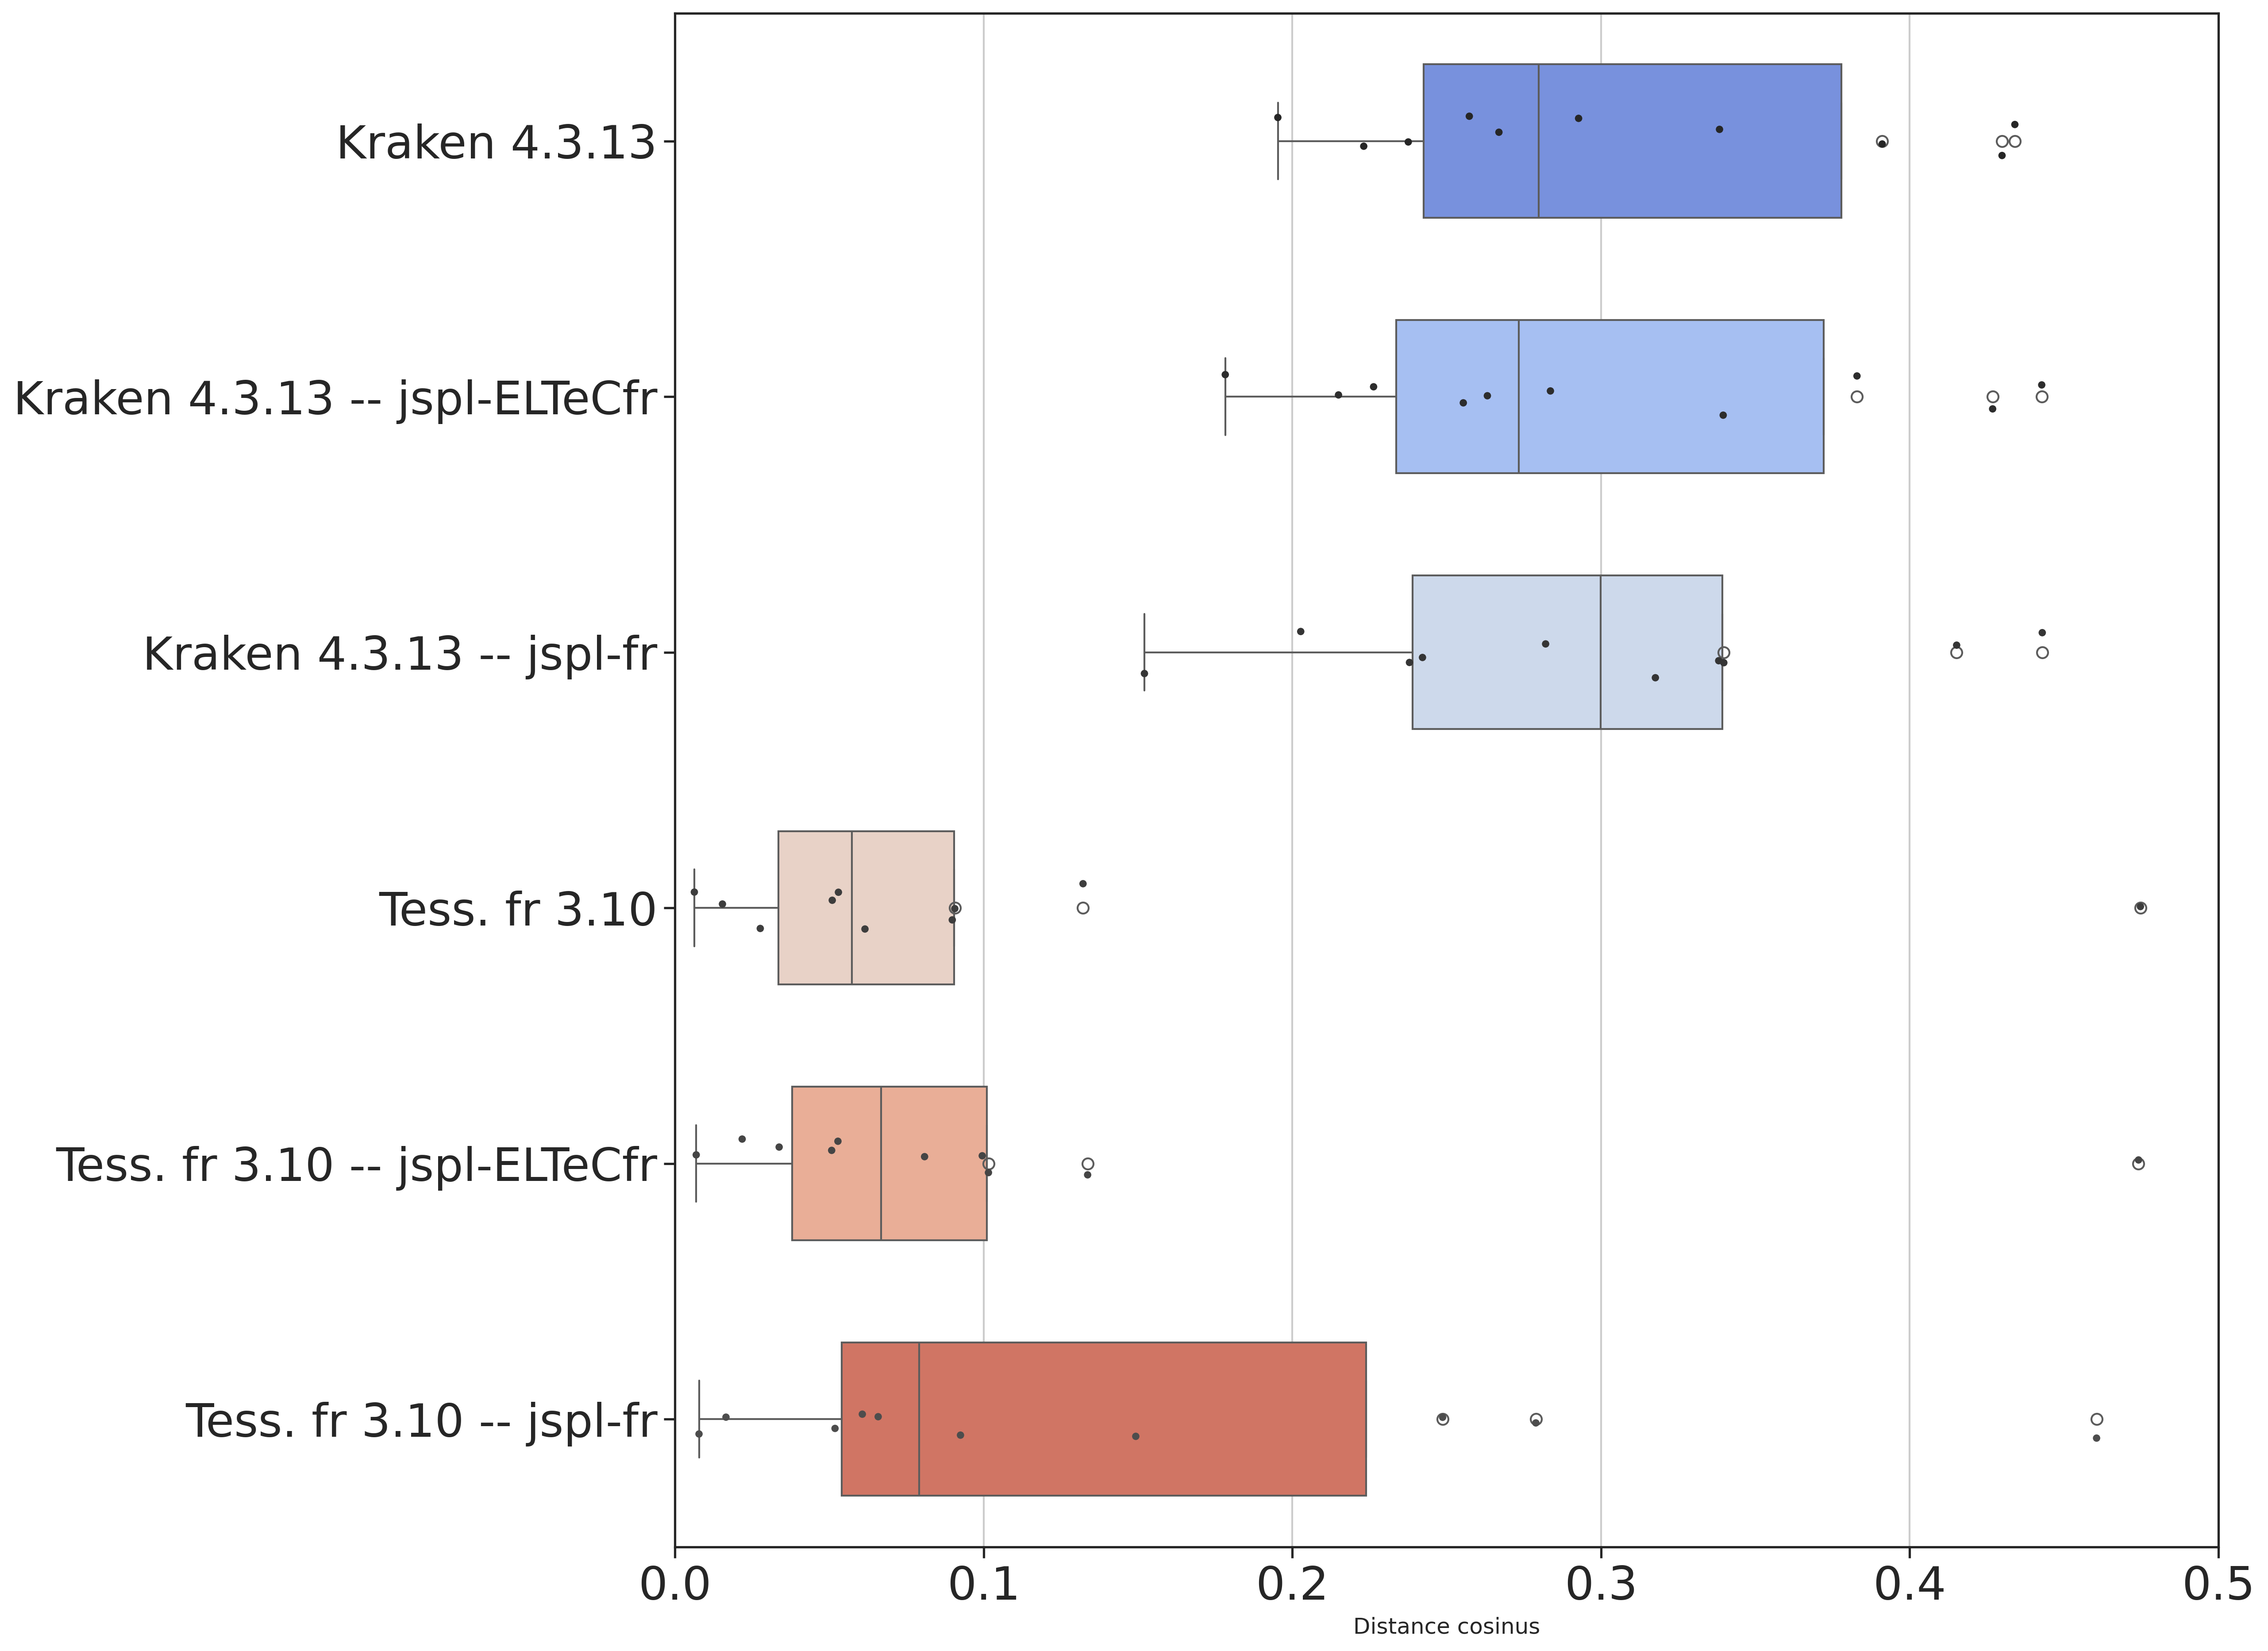 Kraken 4.3.13
Kraken 4.3.13 -- jspl-ELTeCfr
Kraken 4.3.13 -- jspl-fr
Tess. fr 3.10
Tess. fr 3.10 -- jspl-ELTeCfr
Tess. fr 3.10 -- jspl-fr
0.0 0.1 0.2 0.3 0.4 0.5
Distance cosinus